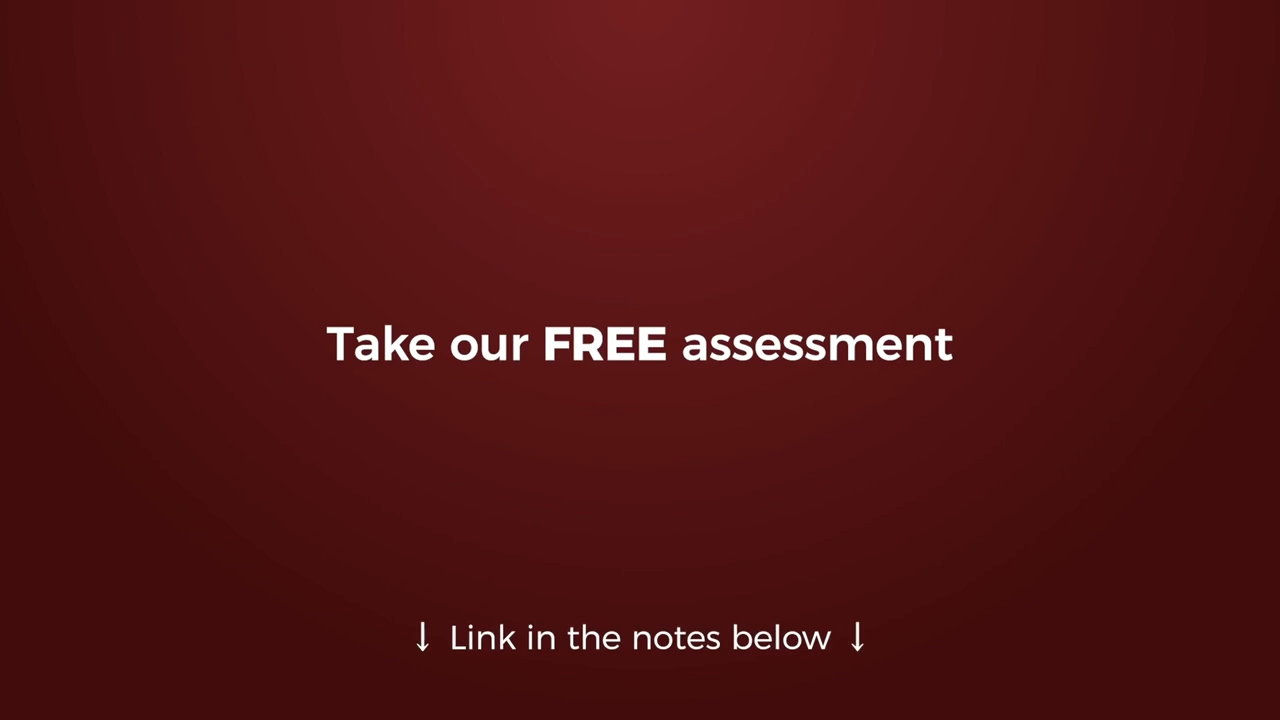 Take our FREE assessment
↓ Link in the notes below ↓